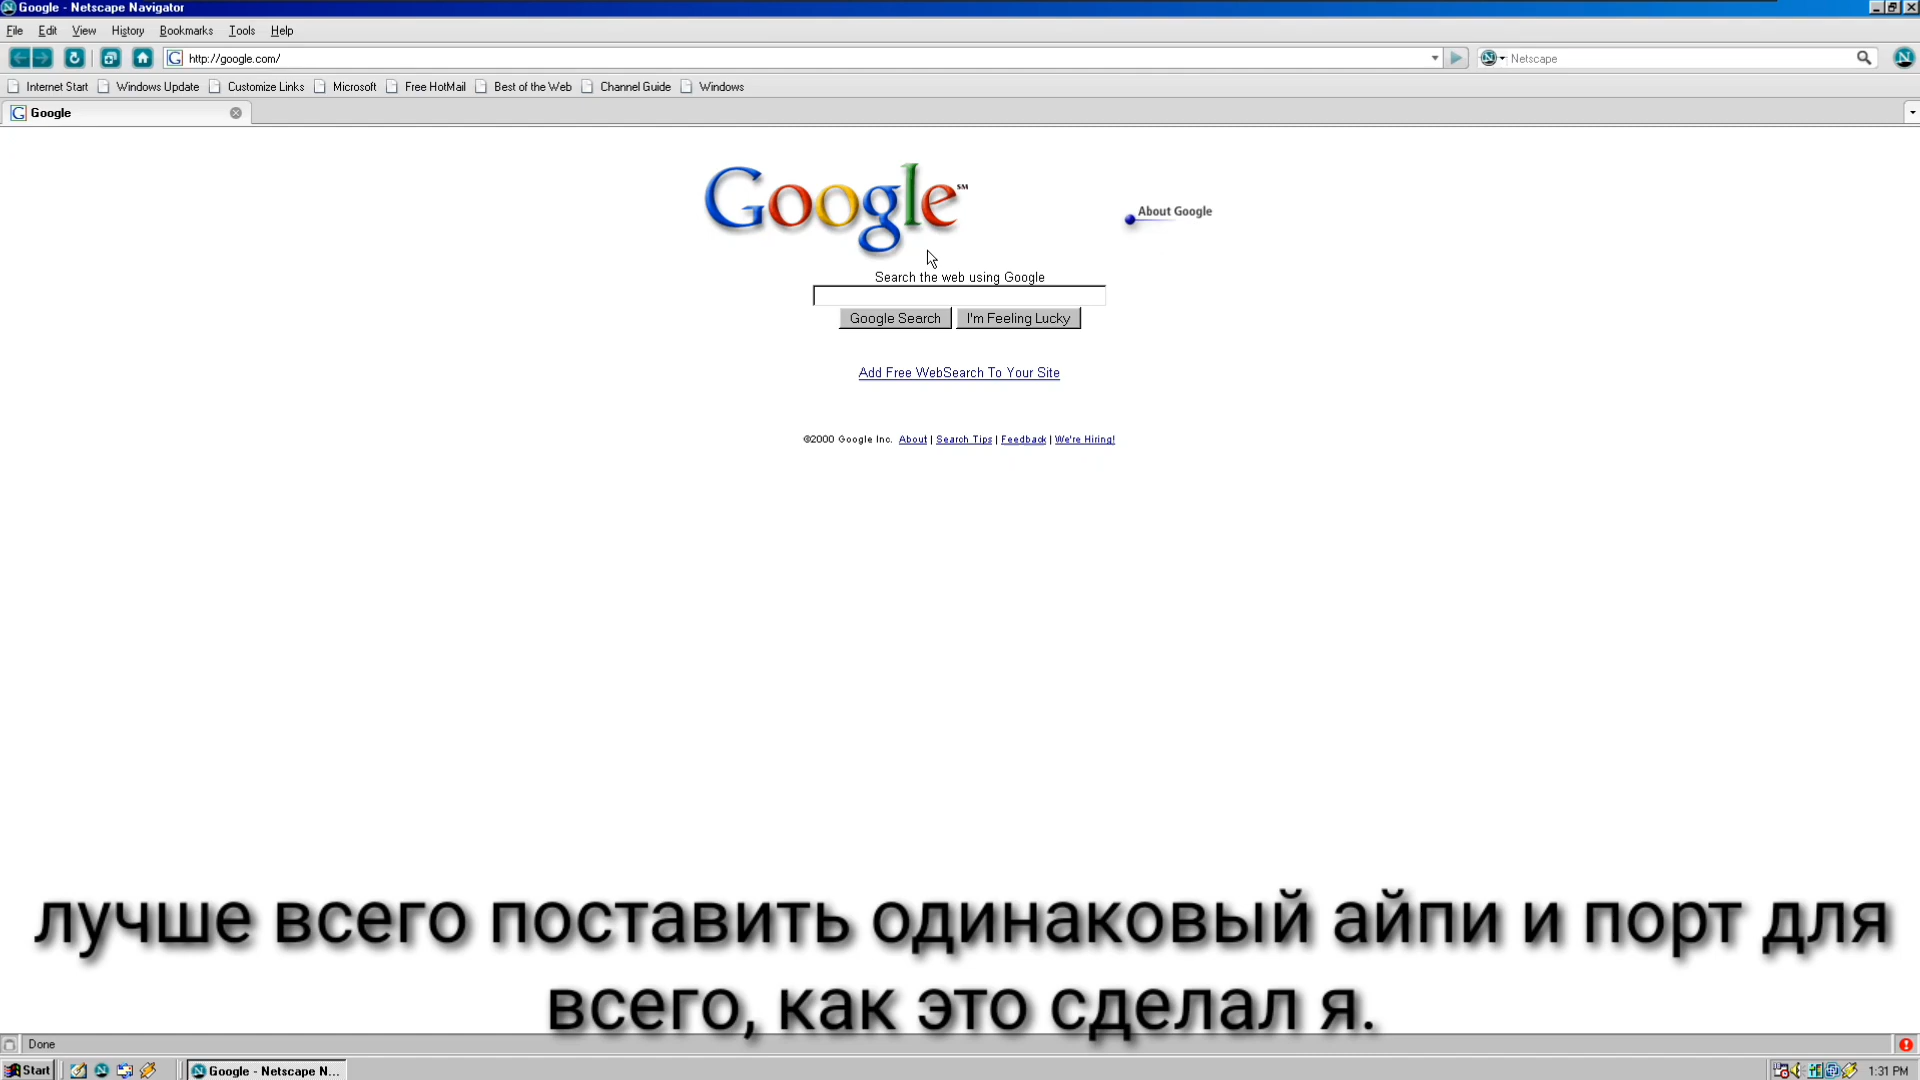 Google - Netscape Navigator
File Edit View History Bookmarks Tools Help
http://google.com/ Netscape
Internet Start Windows Update Customize Links Microsoft Free HotMail Best of the Web Channel Guide Windows
Google
Google SM
About Google
Search the web using Google
Google Search I'm Feeling Lucky
Add Free WebSearch To Your Site
©2000 Google Inc. About | Search Tips | Feedback | We're Hiring!
лучше всего поставить одинаковый айпи и порт для
всего, как это сделал я.
Done
Start Google - Netscape N... 1:31 PM